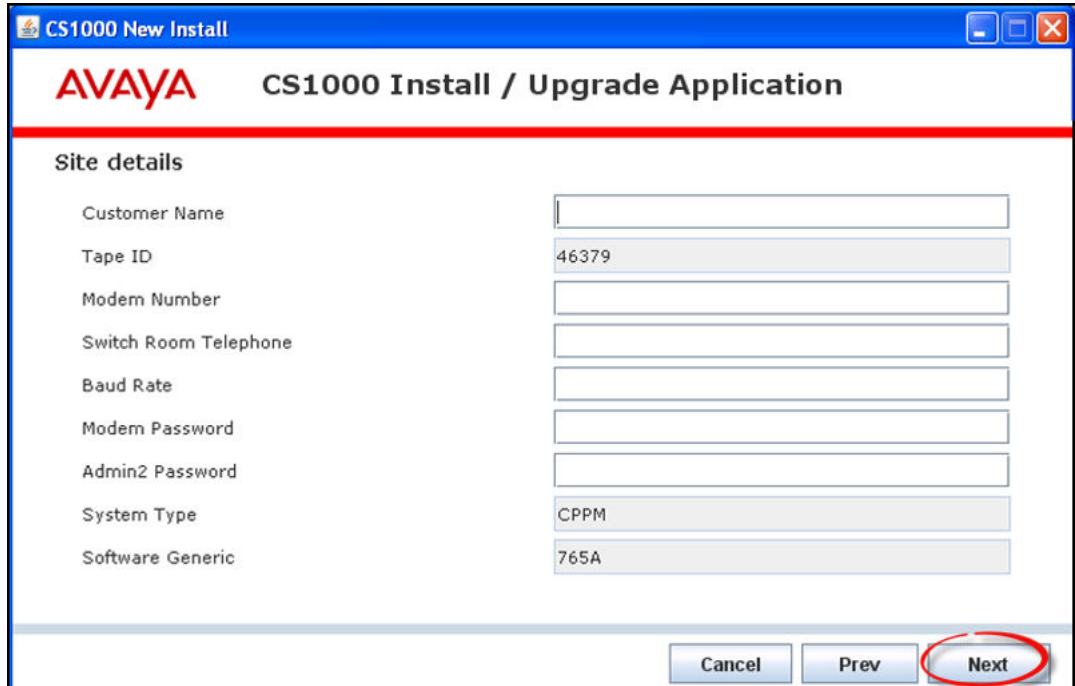 CS1000 New Install
AVAYA CS1000 Install / Upgrade Application
Site details
Customer Name
Tape ID 46379
Modem Number
Switch Room Telephone
Baud Rate
Modem Password
Admin2 Password
System Type CPPM
Software Generic 765A
Cancel Prev Next